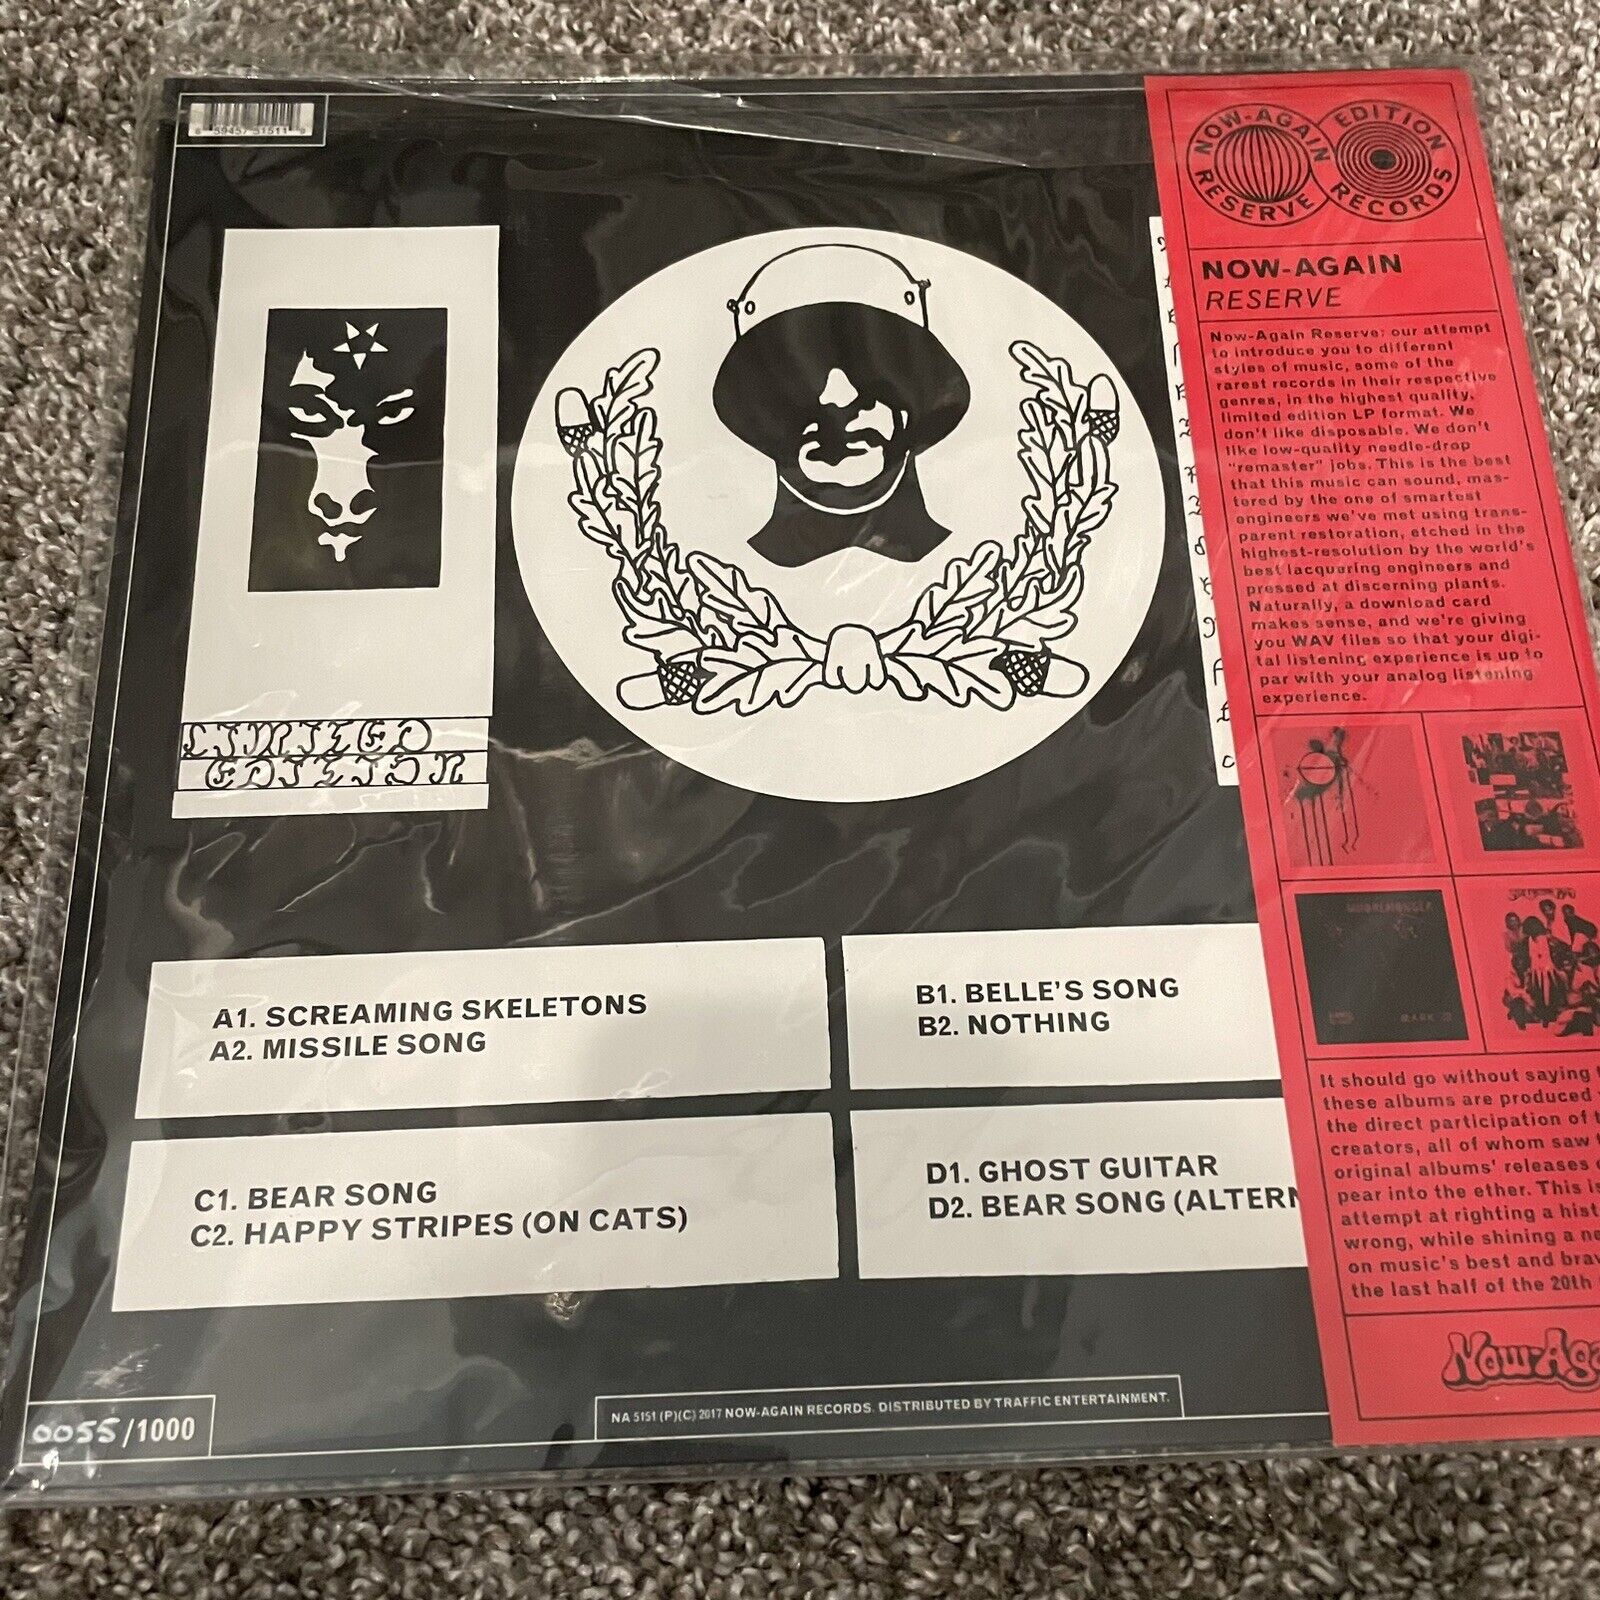 8 59457 51511 9
LIMITED
EDITION
A1. SCREAMING SKELETONS
A2. MISSILE SONG
B1. BELLE'S SONG
B2. NOTHING
C1. BEAR SONG
C2. HAPPY STRIPES (ON CATS)
D1. GHOST GUITAR
D2. BEAR SONG (ALTERN
0055/1000
NA 5151 (P)(C) 2017 NOW-AGAIN RECORDS. DISTRIBUTED BY TRAFFIC ENTERTAINMENT.
NOW-AGAIN
RESERVE
EDITION
RECORDS
NOW-AGAIN
RESERVE
Now-Again Reserve: our attempt
to introduce you to different
styles of music, some of the
rarest records in their respective
genres, in the highest quality,
limited edition LP format. We
don't like disposable. We don't
like low-quality needle-drop
"remaster" jobs. This is the best
that this music can sound, mas-
tered by the one of smartest
engineers we've met using trans-
parent restoration, etched in the
highest-resolution by the world's
best lacquering engineers and
pressed at discerning plants.
Naturally, a download card
makes sense, and we're giving
you WAV files so that your digi-
tal listening experience is up to
par with your analog listening
experience.
It should go without saying
these albums are produced
the direct participation of
creators, all of whom saw
original albums' releases
pear into the ether. This is
attempt at righting a hist
wrong, while shining a ne
on music's best and brav
the last half of the 20th
Now-Aga